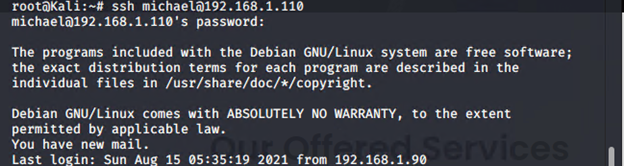 root@Kali:~# ssh michael@192.168.1.110
michael@192.168.1.110's password:
The programs included with the Debian GNU/Linux system are free software;
the exact distribution terms for each program are described in the
individual files in /usr/share/doc/*/copyright.
Debian GNU/Linux comes with ABSOLUTELY NO WARRANTY, to the extent
permitted by applicable law.
You have new mail.
Our Offered Services
Last login: Sun Aug 15 05:35:19 2021 from 192.168.1.90